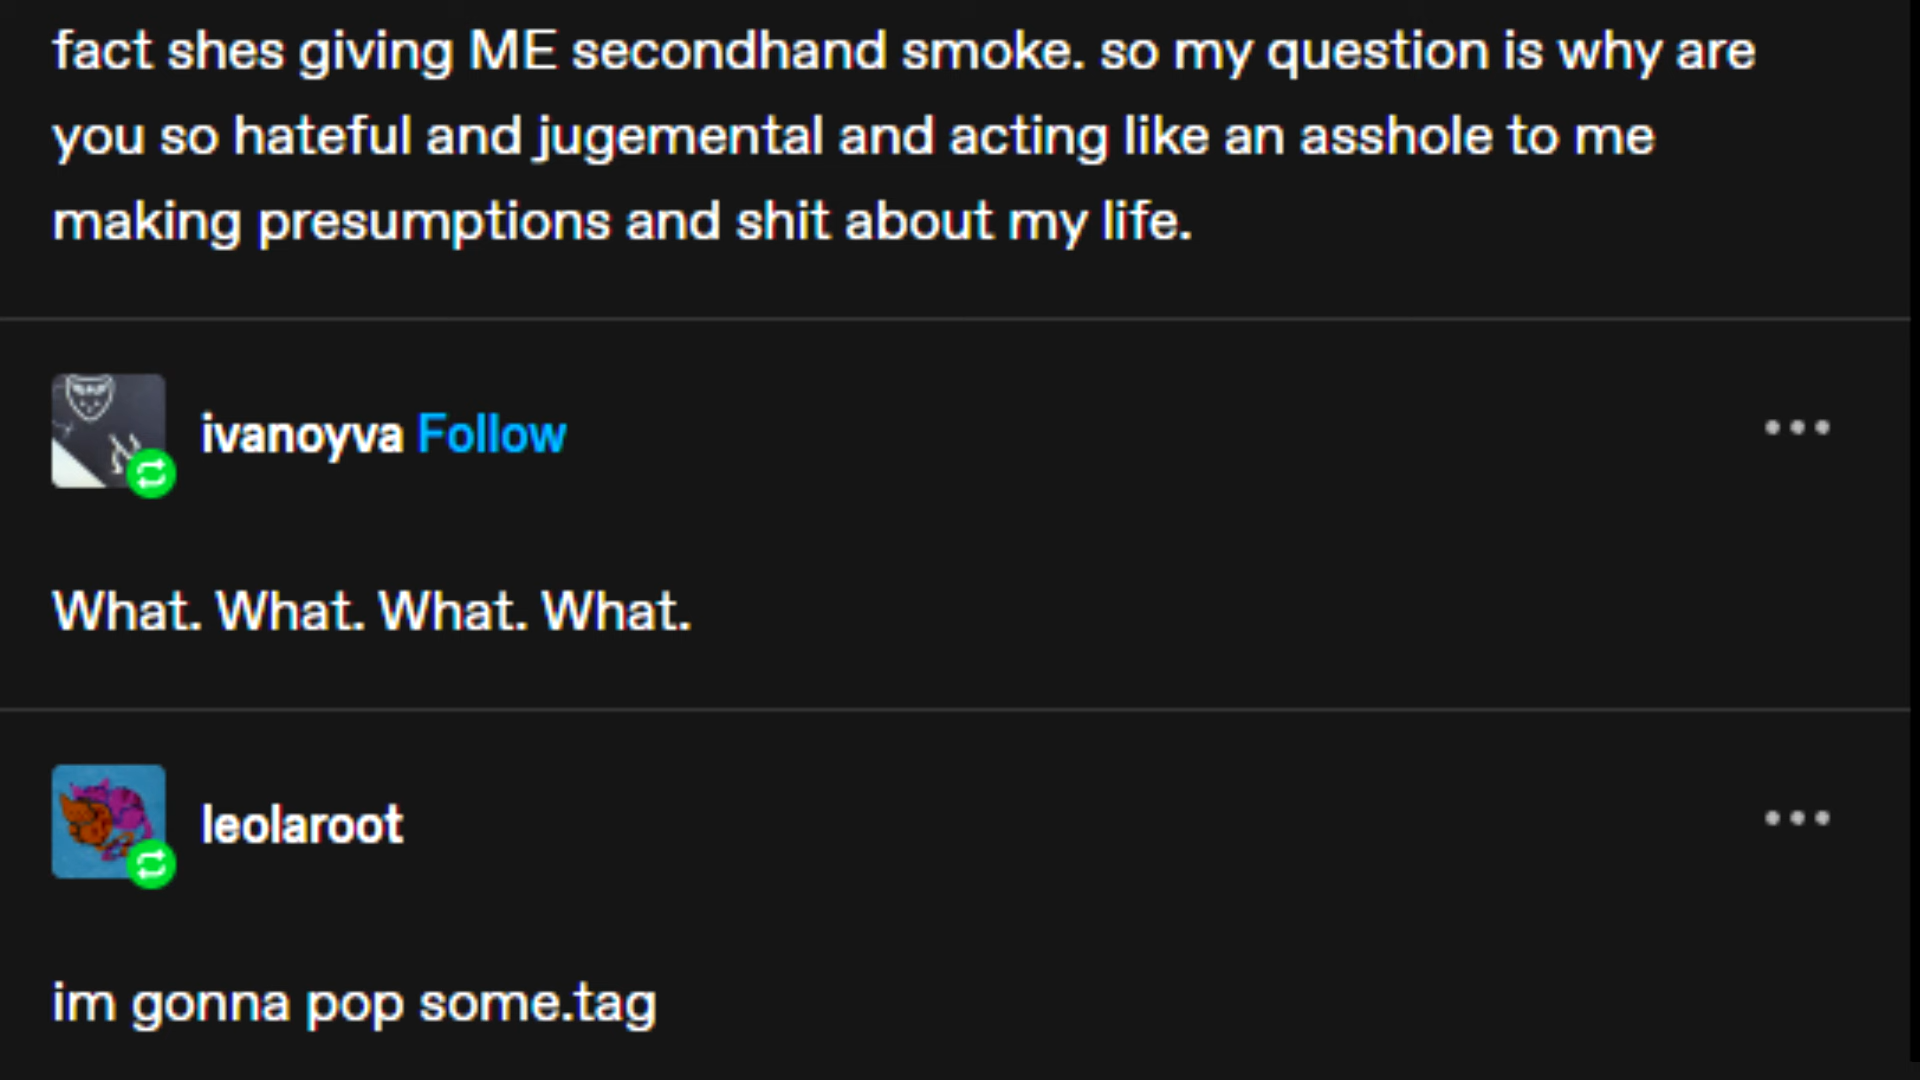 fact shes giving ME secondhand smoke. so my question is why are
you so hateful and jugemental and acting like an asshole to me
making presumptions and shit about my life.
ivanoyva Follow
What. What. What. What.
leolaroot
im gonna pop some.tag